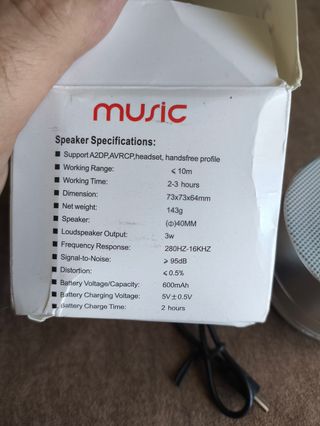 music
Speaker Specifications:
■ Support A2DP,AVRCP,headset, handsfree profile
■ Working Range: ⩽ 10m
■ Working Time: 2-3 hours
■ Dimension: 73x73x64mm
■ Net weight: 143g
■ Speaker: (ф)40MM
■ Loudspeaker Output: 3w
■ Frequency Response: 280HZ-16KHZ
■ Signal-to-Noise: ⩾ 95dB
■ Distortion: ⩽ 0.5%
■ Battery Voltage/Capacity: 600mAh
■ Battery Charging Voltage: 5V±0.5V
■ Battery Charge Time: 2 hours